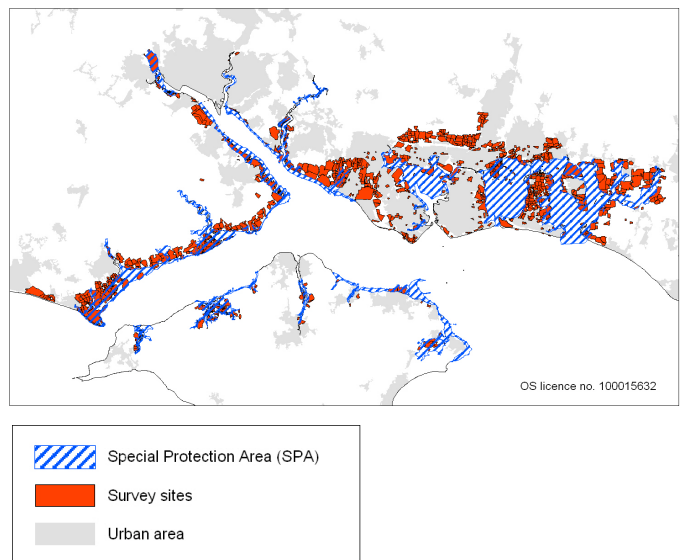 OS licence no. 100015632
Special Protection Area (SPA)
Survey sites
Urban area